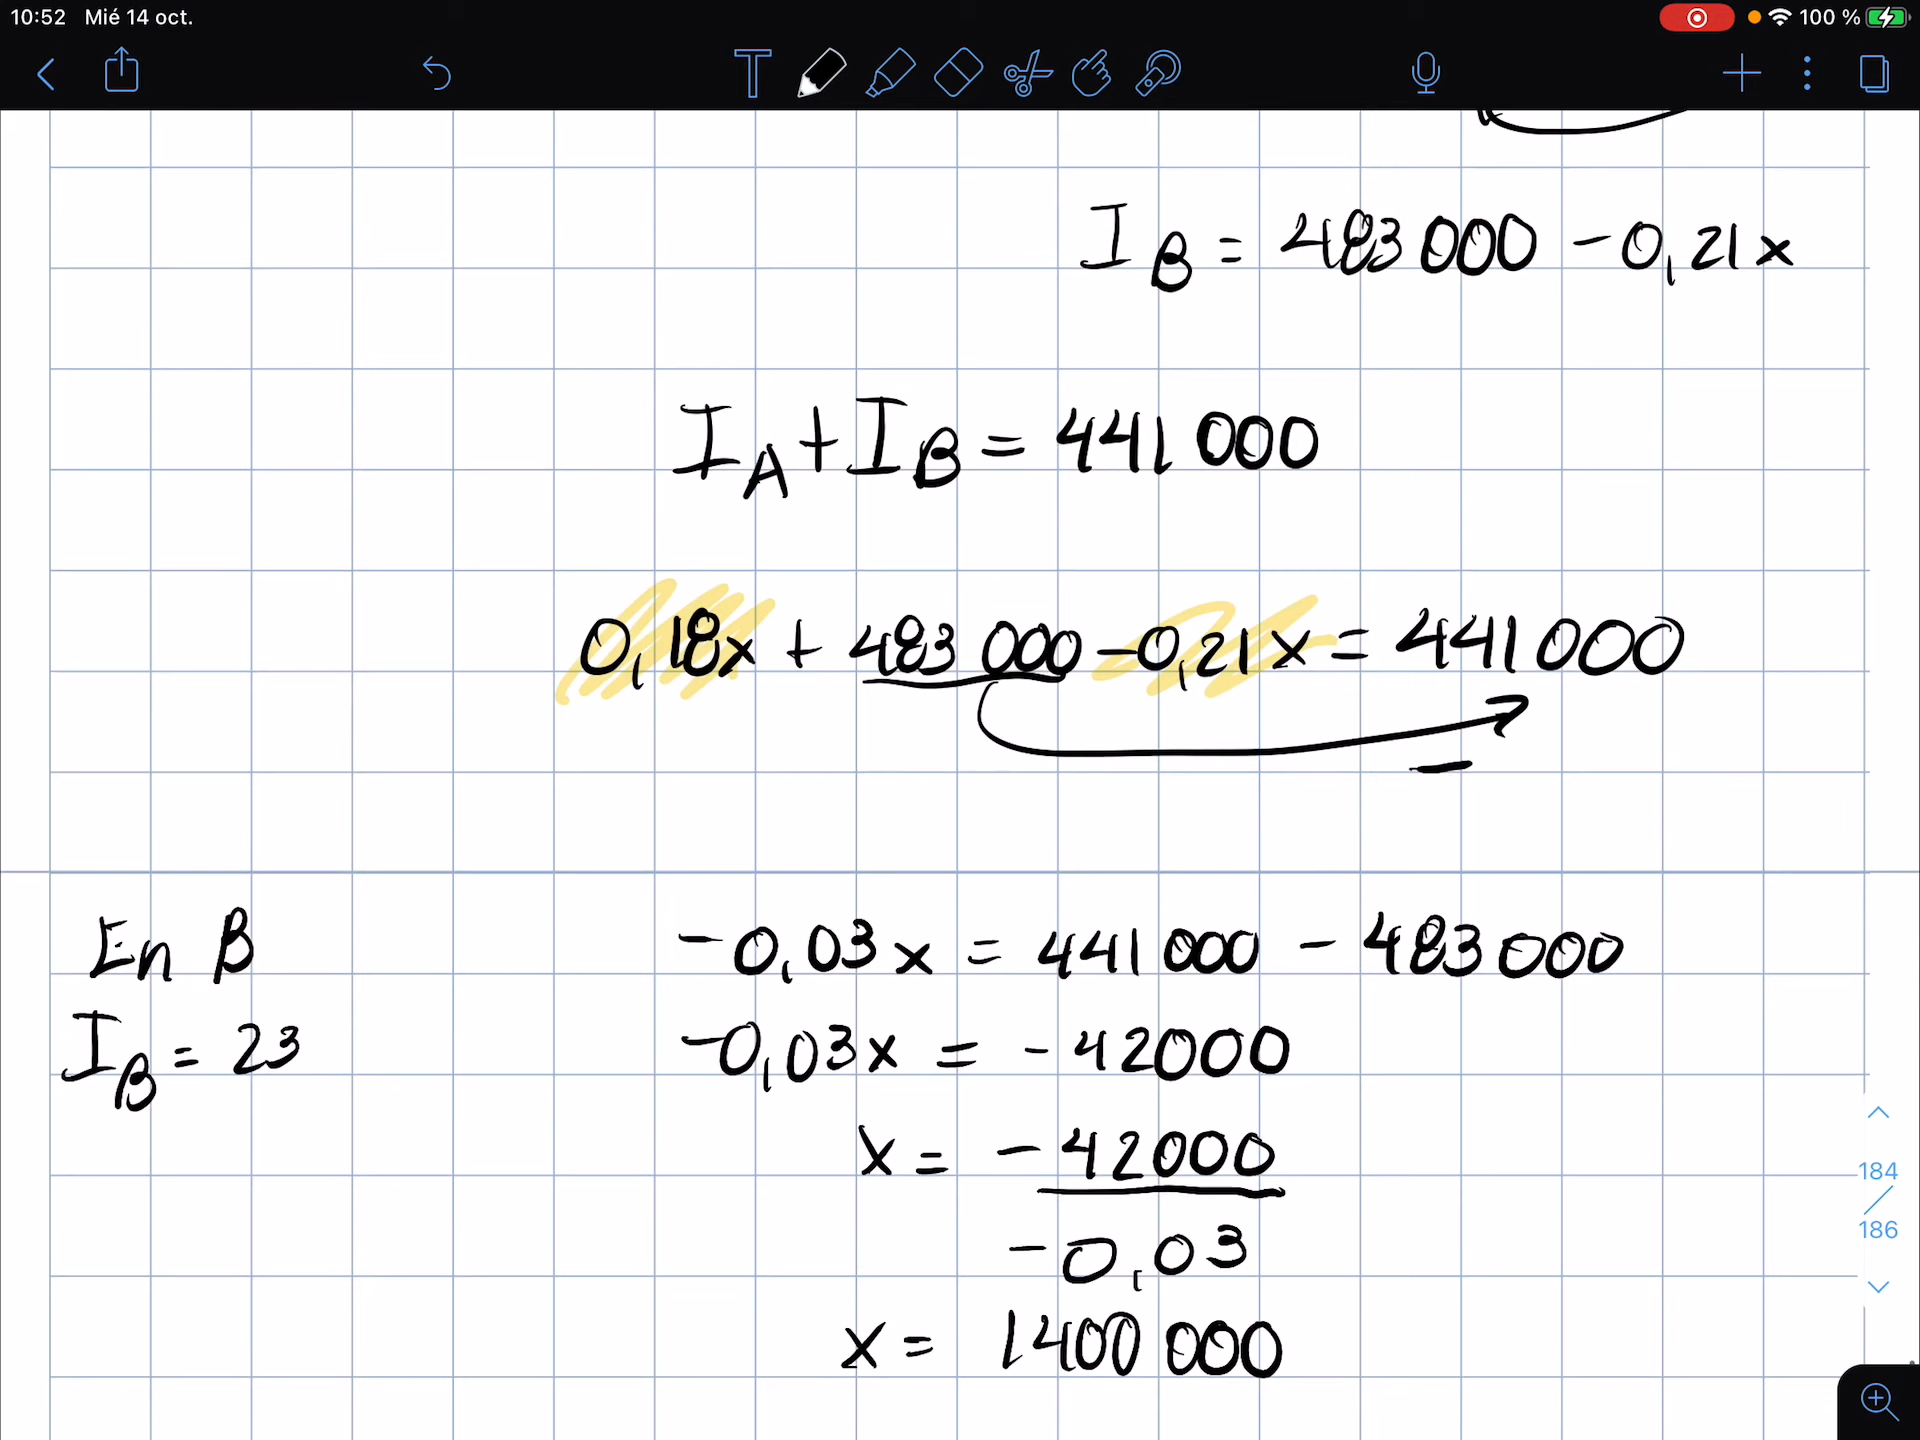 10:52 Mié 14 oct. 100 %
I_B = 483 000 - 0,21x
I_A + I_B = 441 000
0,18x + 483 000 - 0,21x = 441 000
-
En B
I_B = 23
-0,03x = 441 000 - 483 000
-0,03x = -42000
x = -42000
-0,03
x = 1400 000
184
/
186